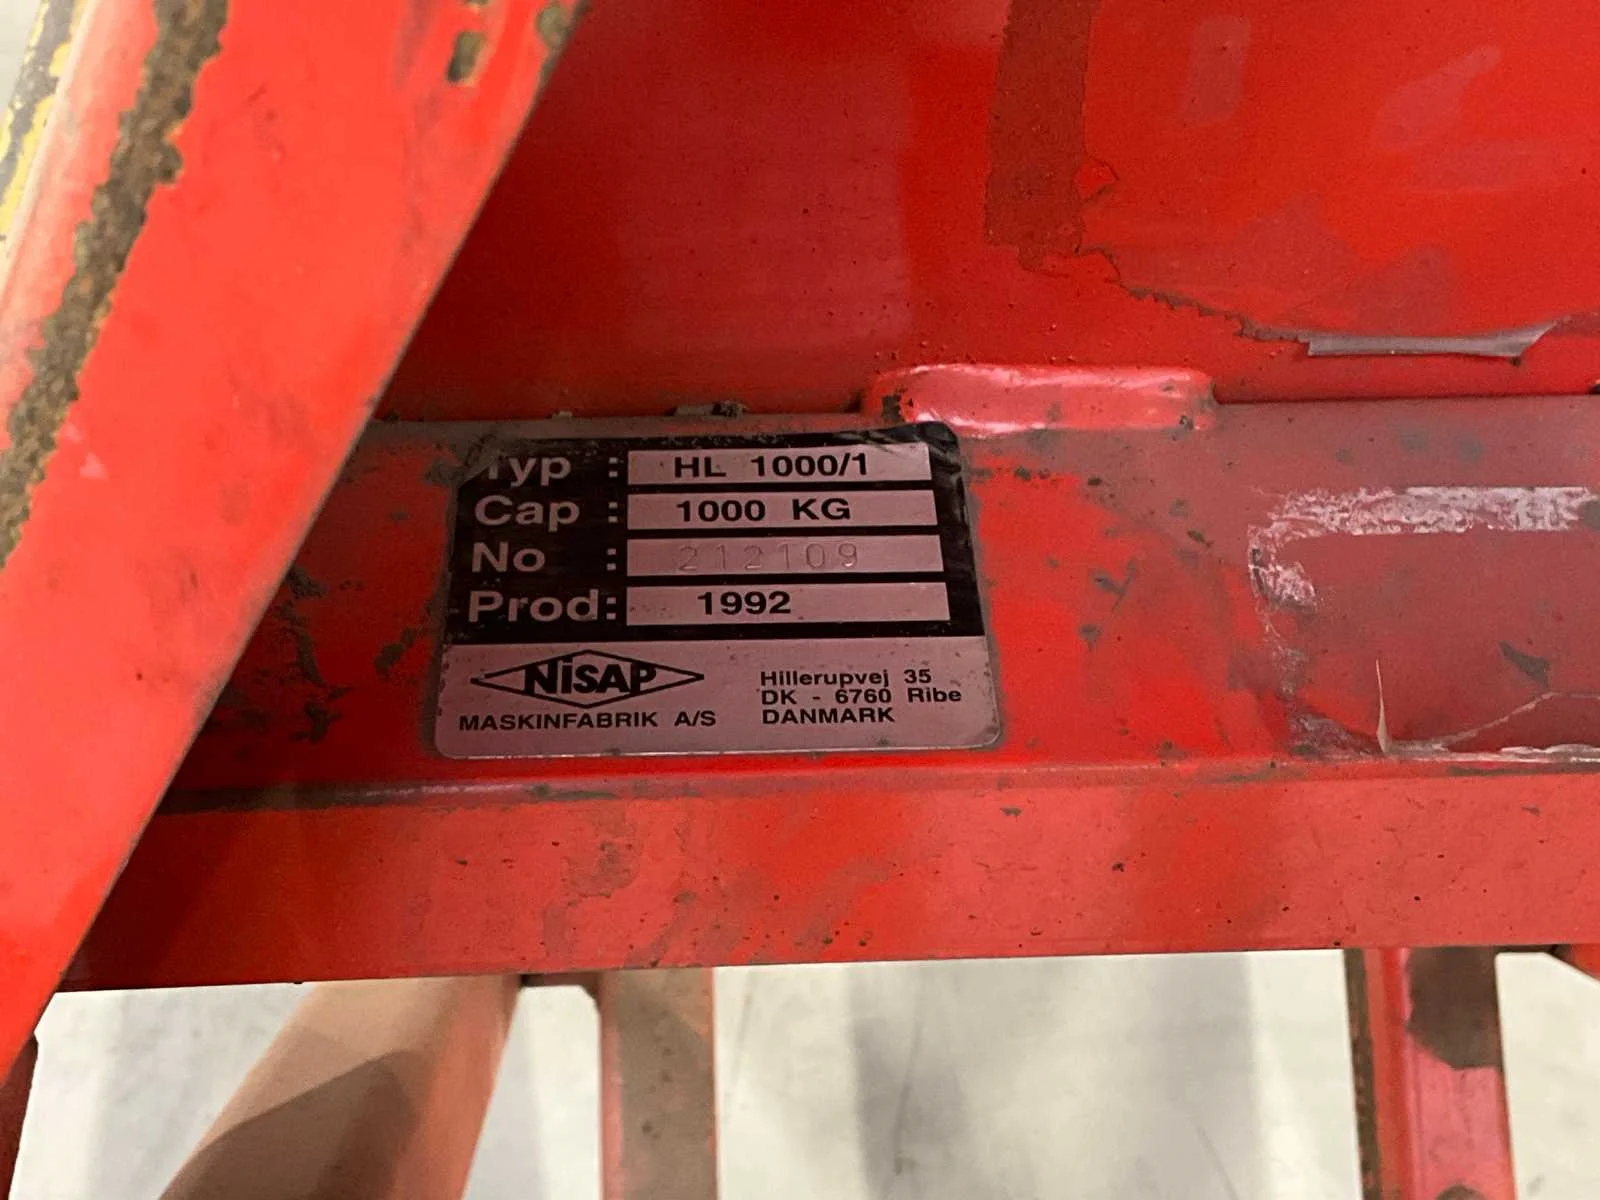 Typ : HL 1000/1
Cap : 1000 KG
No : 212109
Prod: 1992
NiSAP
MASKINFABRIK A/S
Hillerupvej 35
DK - 6760 Ribe
DANMARK